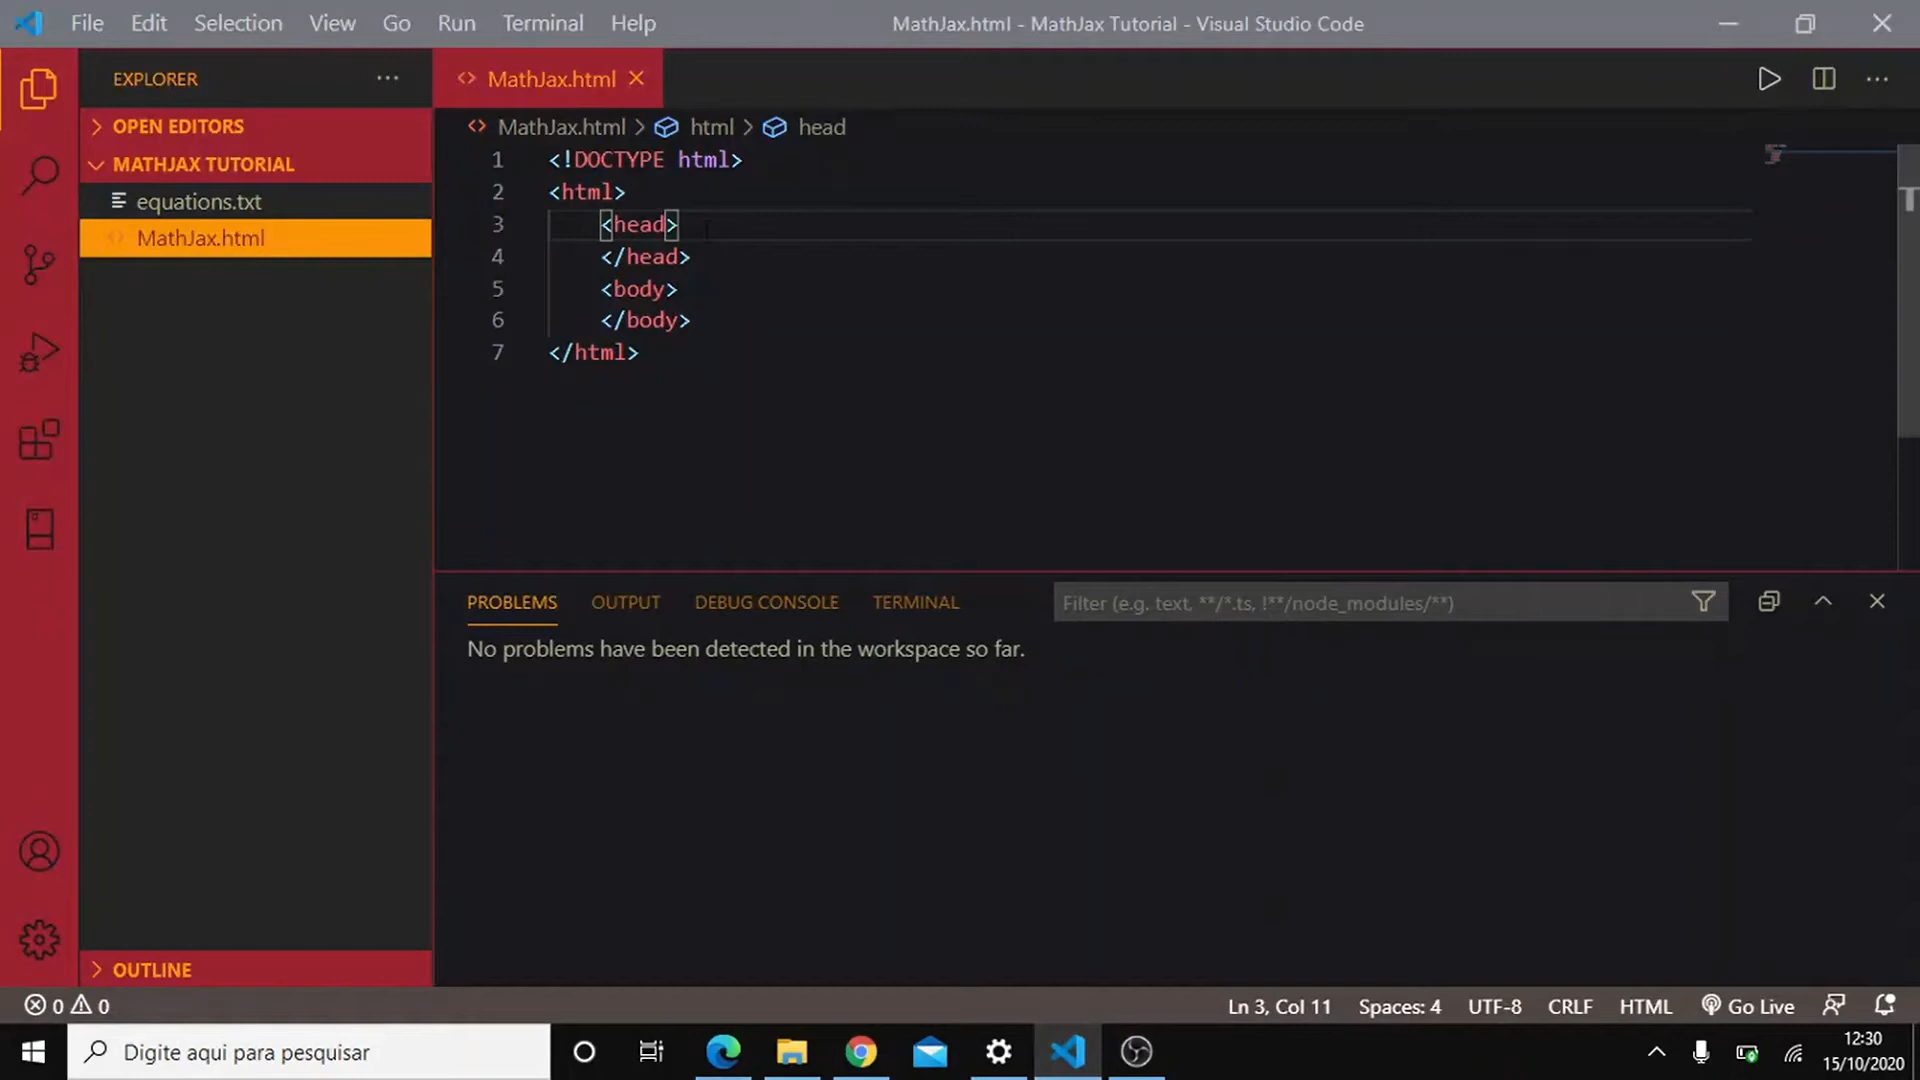 File Edit Selection View Go Run Terminal Help MathJax.html - MathJax Tutorial - Visual Studio Code
EXPLORER
OPEN EDITORS
MATHJAX TUTORIAL
equations.txt
MathJax.html
OUTLINE
MathJax.html
MathJax.html > html > head
1 <!DOCTYPE html>
2 <html>
3 <head>
4 </head>
5 <body>
6 </body>
7 </html>
PROBLEMS OUTPUT DEBUG CONSOLE TERMINAL Filter (e.g. text, **/*.ts, !**/node_modules/**)
No problems have been detected in the workspace so far.
0 0 Ln 3, Col 11 Spaces: 4 UTF-8 CRLF HTML Go Live
Digite aqui para pesquisar
12:30
15/10/2020